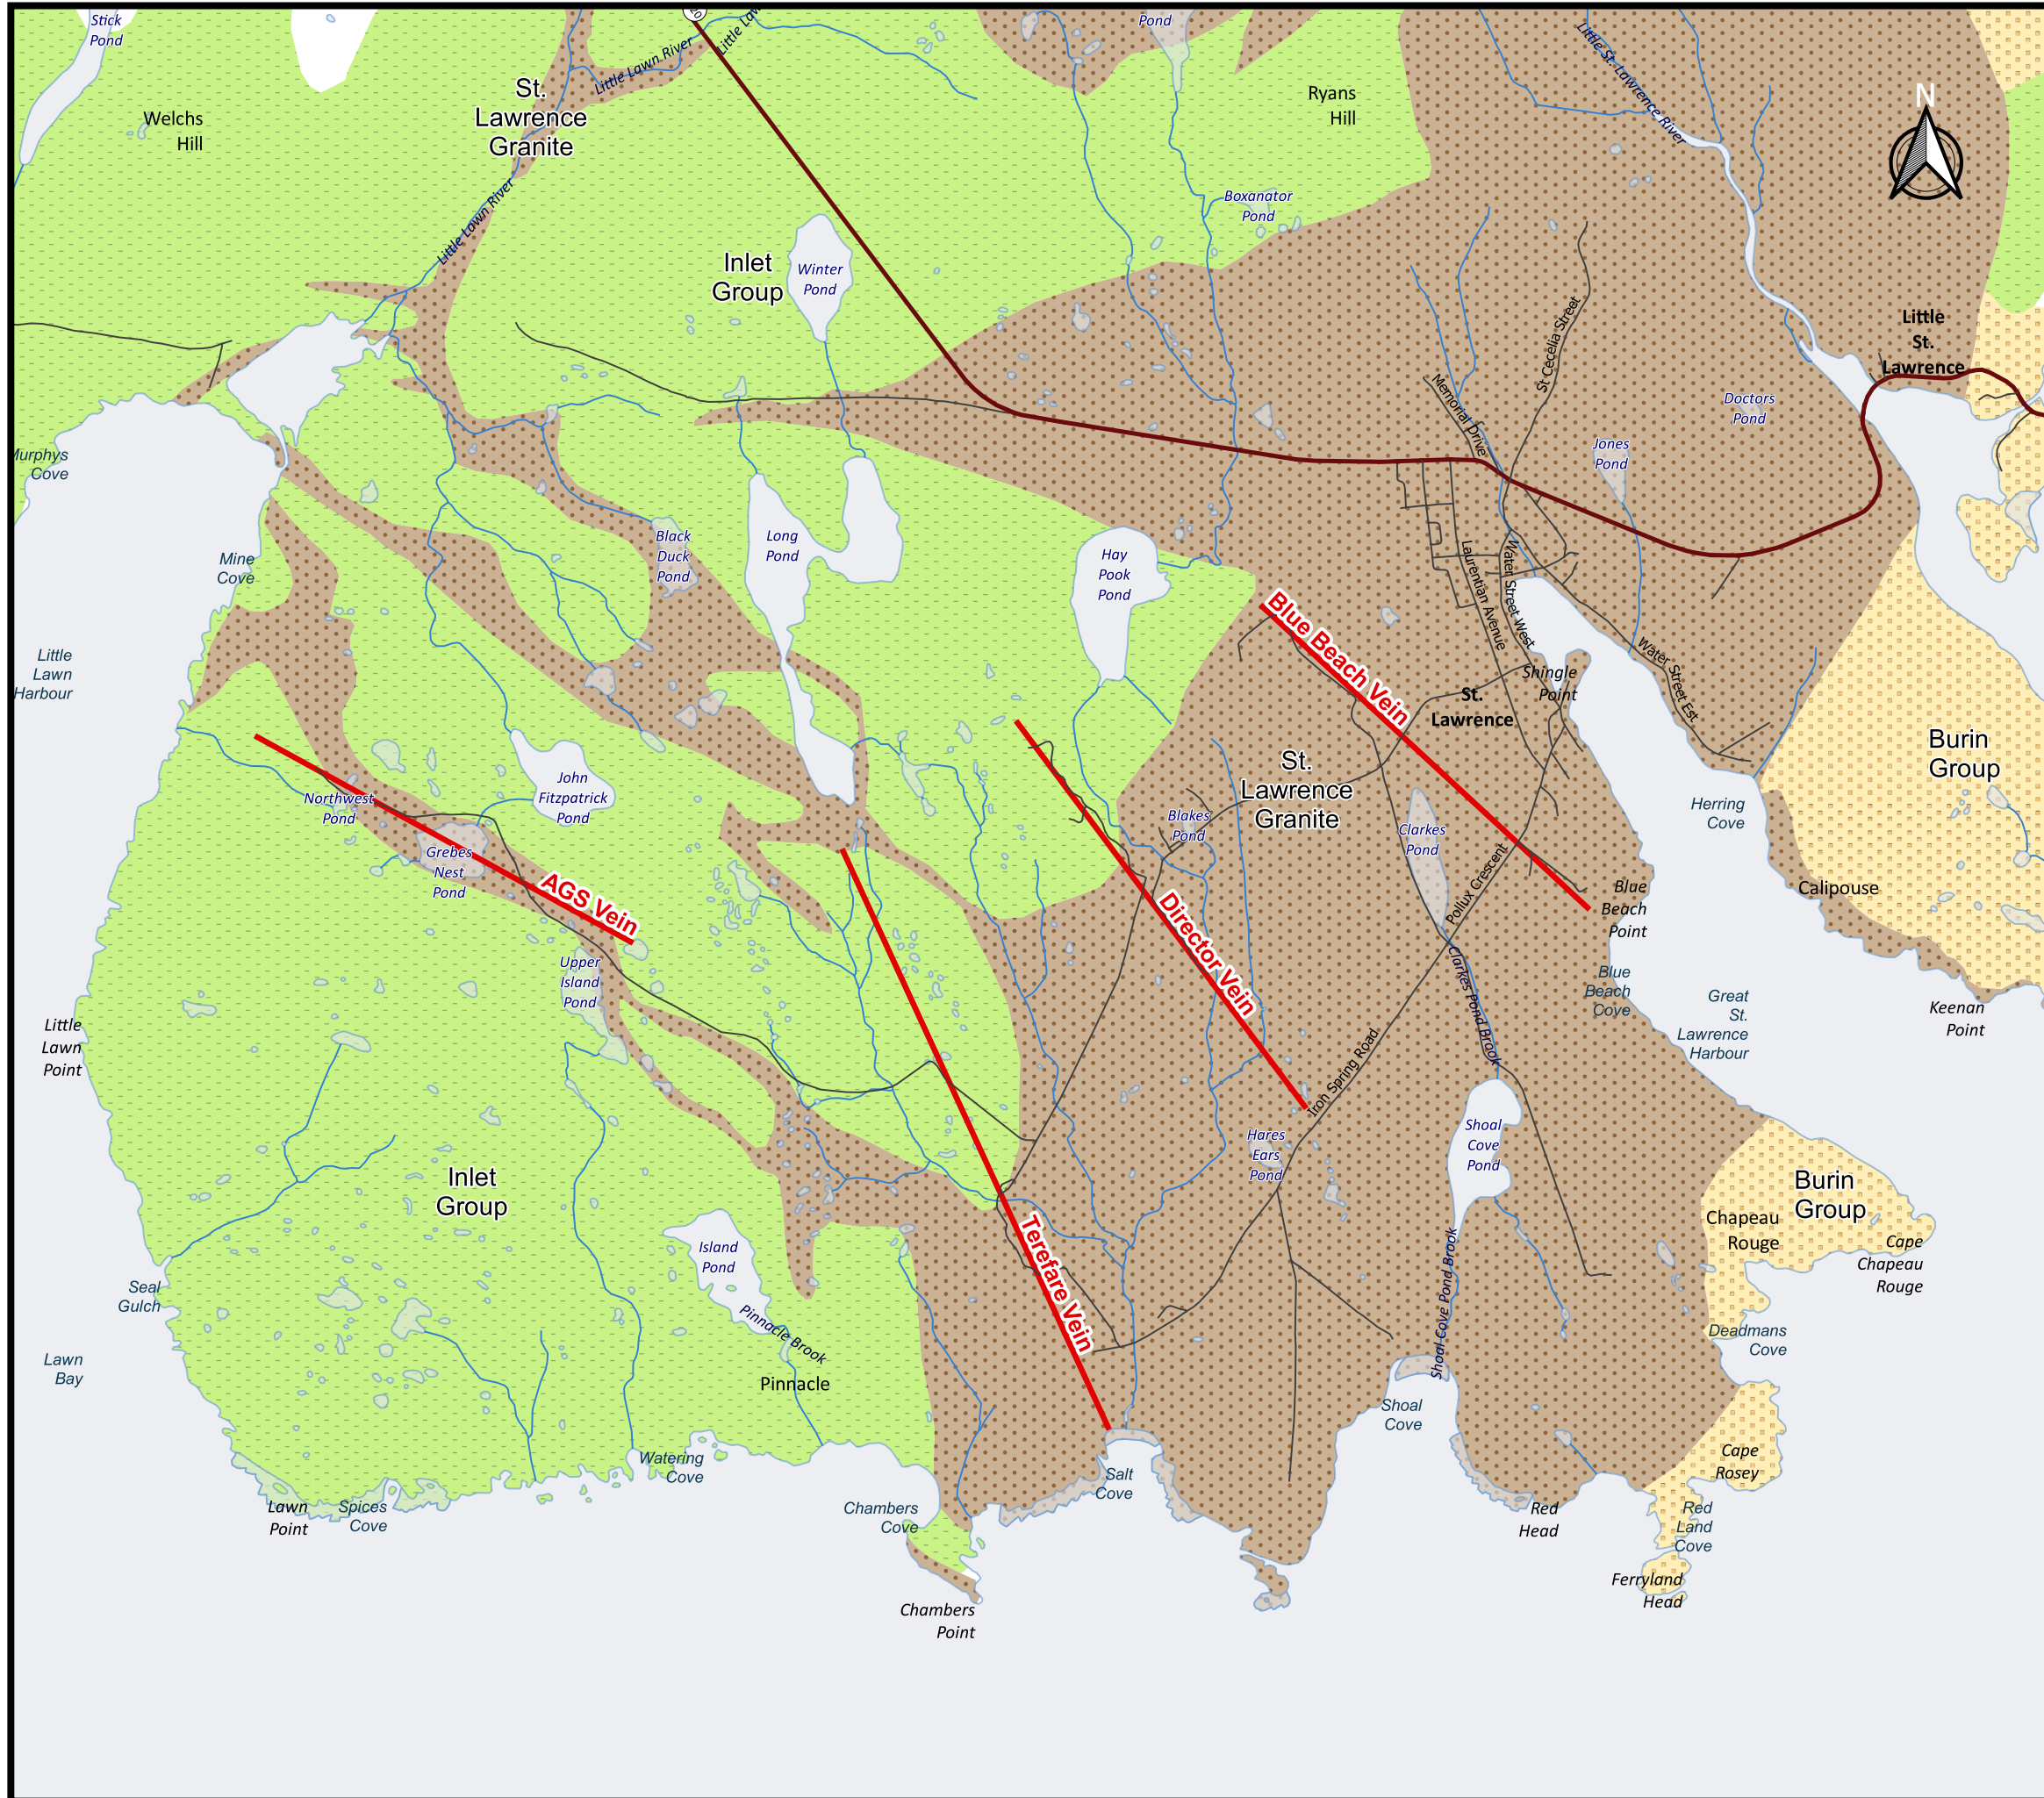 Stick
Pond
20
Little Law
Little Lawn River
Pond
Little St. Lawrence River
St.
Lawrence
Granite
Welchs
Hill
Ryans
Hill
N
Little Lawn River
Boxanator
Pond
Inlet
Group
Winter
Pond
Little
St.
Lawrence
St Cecelia Street
Memorial Drive
Doctors
Pond
Jones
Pond
Murphys
Cove
Mine
Cove
Black
Duck
Pond
Long
Pond
Hay
Pook
Pond
Laurentian Avenue
Water Street West
Water Street Est.
Little
Lawn
Harbour
Blue Beach Vein
Shingle
Point
St.
Lawrence
Burin
Group
St.
Lawrence
Granite
John
Fitzpatrick
Pond
Northwest
Pond
Grebes
Nest
Pond
AGS Vein
Blakes
Pond
Clarkes
Pond
Herring
Cove
Pollux Crescent
Blue
Beach
Point
Calipouse
Director Vein
Upper
Island
Pond
Clarkes Pond Brook
Blue
Beach
Cove
Great
St.
Lawrence
Harbour
Keenan
Point
Little
Lawn
Point
Iron Spring Road
Hares
Ears
Pond
Shoal
Cove
Pond
Inlet
Group
Burin
Group
Chapeau
Rouge
Cape
Chapeau
Rouge
Island
Pond
Terefare Vein
Pinnacle Brook
Shoal Cove Pond Brook
Seal
Gulch
Deadmans
Cove
Lawn
Bay
Pinnacle
Shoal
Cove
Cape
Rosey
Watering
Cove
Salt
Cove
Lawn
Point
Spices
Cove
Chambers
Cove
Red
Head
Red
Land
Cove
Ferryland
Head
Chambers
Point